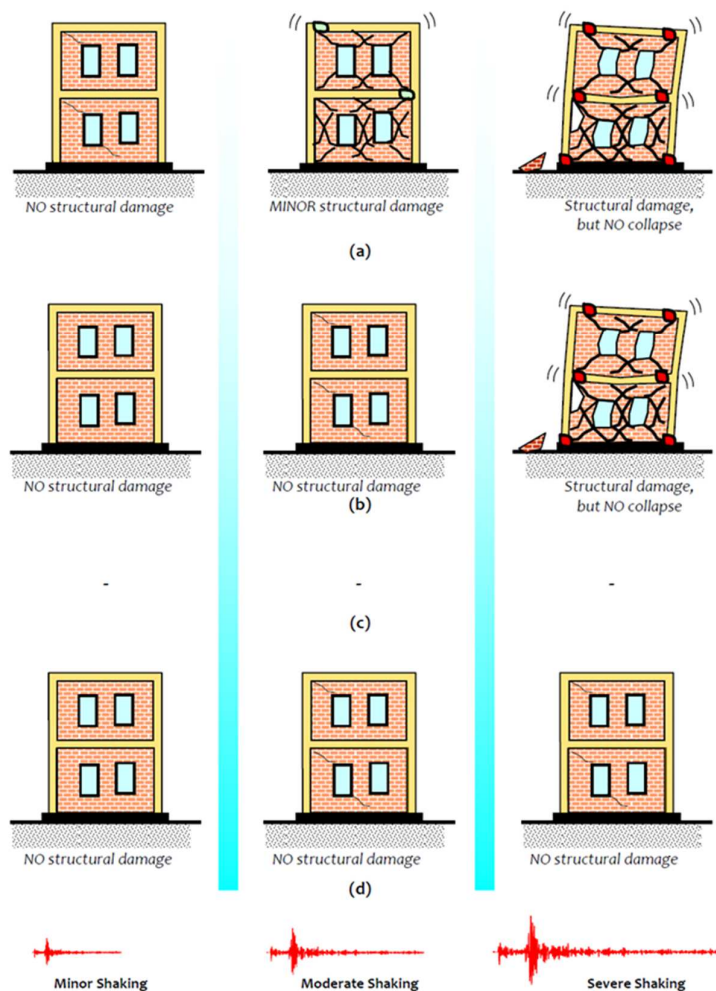 NO structural damage
MINOR structural damage
Structural damage,
but NO collapse
(a)
NO structural damage
NO structural damage
Structural damage,
but NO collapse
(b)
- - -
(c)
NO structural damage
NO structural damage
NO structural damage
(d)
Minor Shaking
Moderate Shaking
Severe Shaking